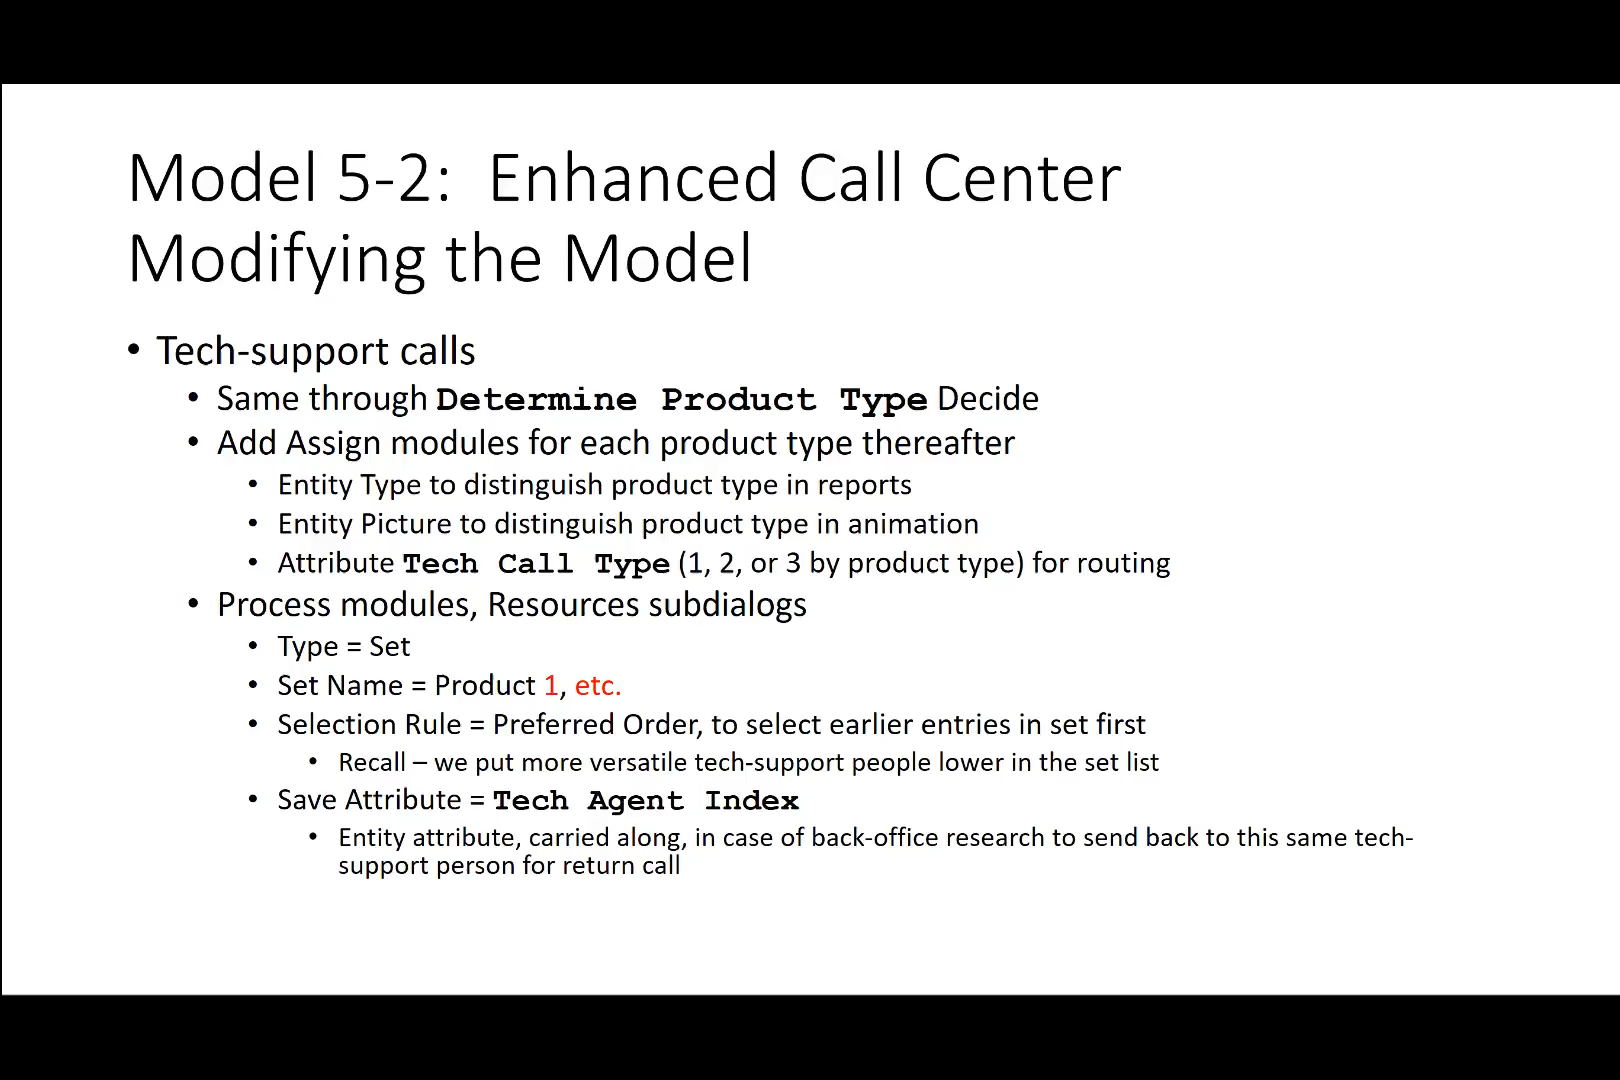 Model 5-2: Enhanced Call Center
Modifying the Model
• Tech-support calls
• Same through Determine Product Type Decide
• Add Assign modules for each product type thereafter
• Entity Type to distinguish product type in reports
• Entity Picture to distinguish product type in animation
• Attribute Tech Call Type (1, 2, or 3 by product type) for routing
• Process modules, Resources subdialogs
• Type = Set
• Set Name = Product 1, etc.
• Selection Rule = Preferred Order, to select earlier entries in set first
• Recall – we put more versatile tech-support people lower in the set list
• Save Attribute = Tech Agent Index
• Entity attribute, carried along, in case of back-office research to send back to this same tech-
support person for return call